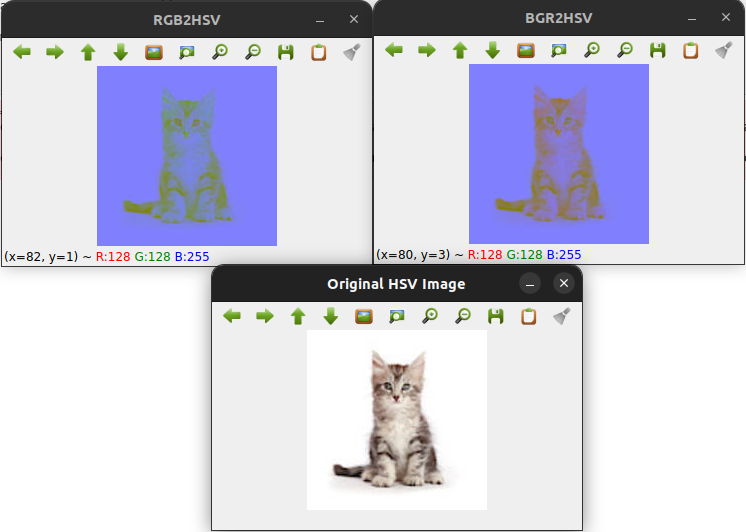 RGB2HSV
BGR2HSV
(x=82, y=1) ~ R:128 G:128 B:255
(x=80, y=3) ~ R:128 G:128 B:255
Original HSV Image